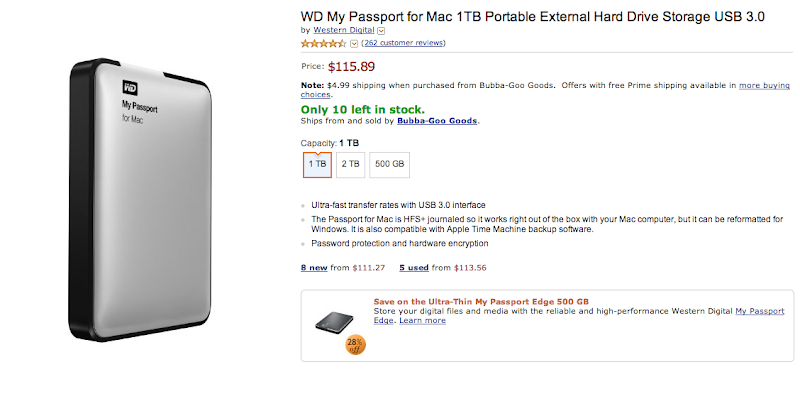 WD My Passport for Mac 1TB Portable External Hard Drive Storage USB 3.0
by Western Digital
(262 customer reviews)
Price: $115.89
Note: $4.99 shipping when purchased from Bubba-Goo Goods. Offers with free Prime shipping available in more buying
choices.
Only 10 left in stock.
Ships from and sold by Bubba-Goo Goods.
Capacity: 1 TB
1 TB 2 TB 500 GB
Ultra-fast transfer rates with USB 3.0 interface
The Passport for Mac is HFS+ journaled so it works right out of the box with your Mac computer, but it can be reformatted for
Windows. It is also compatible with Apple Time Machine backup software.
Password protection and hardware encryption
8 new from $111.27 5 used from $113.56
Save on the Ultra-Thin My Passport Edge 500 GB
Store your digital files and media with the reliable and high-performance Western Digital My Passport
Edge. Learn more
28%
off
WD
My Passport
for Mac